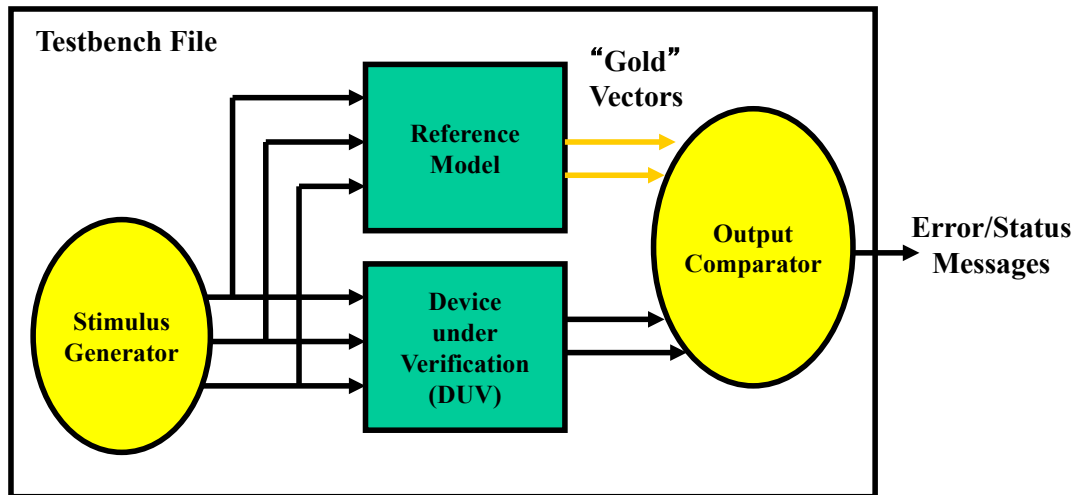 Testbench File
“Gold”
Vectors
Reference
Model
Output
Comparator
Error/Status
Messages
Stimulus
Generator
Device
under
Verification
(DUV)